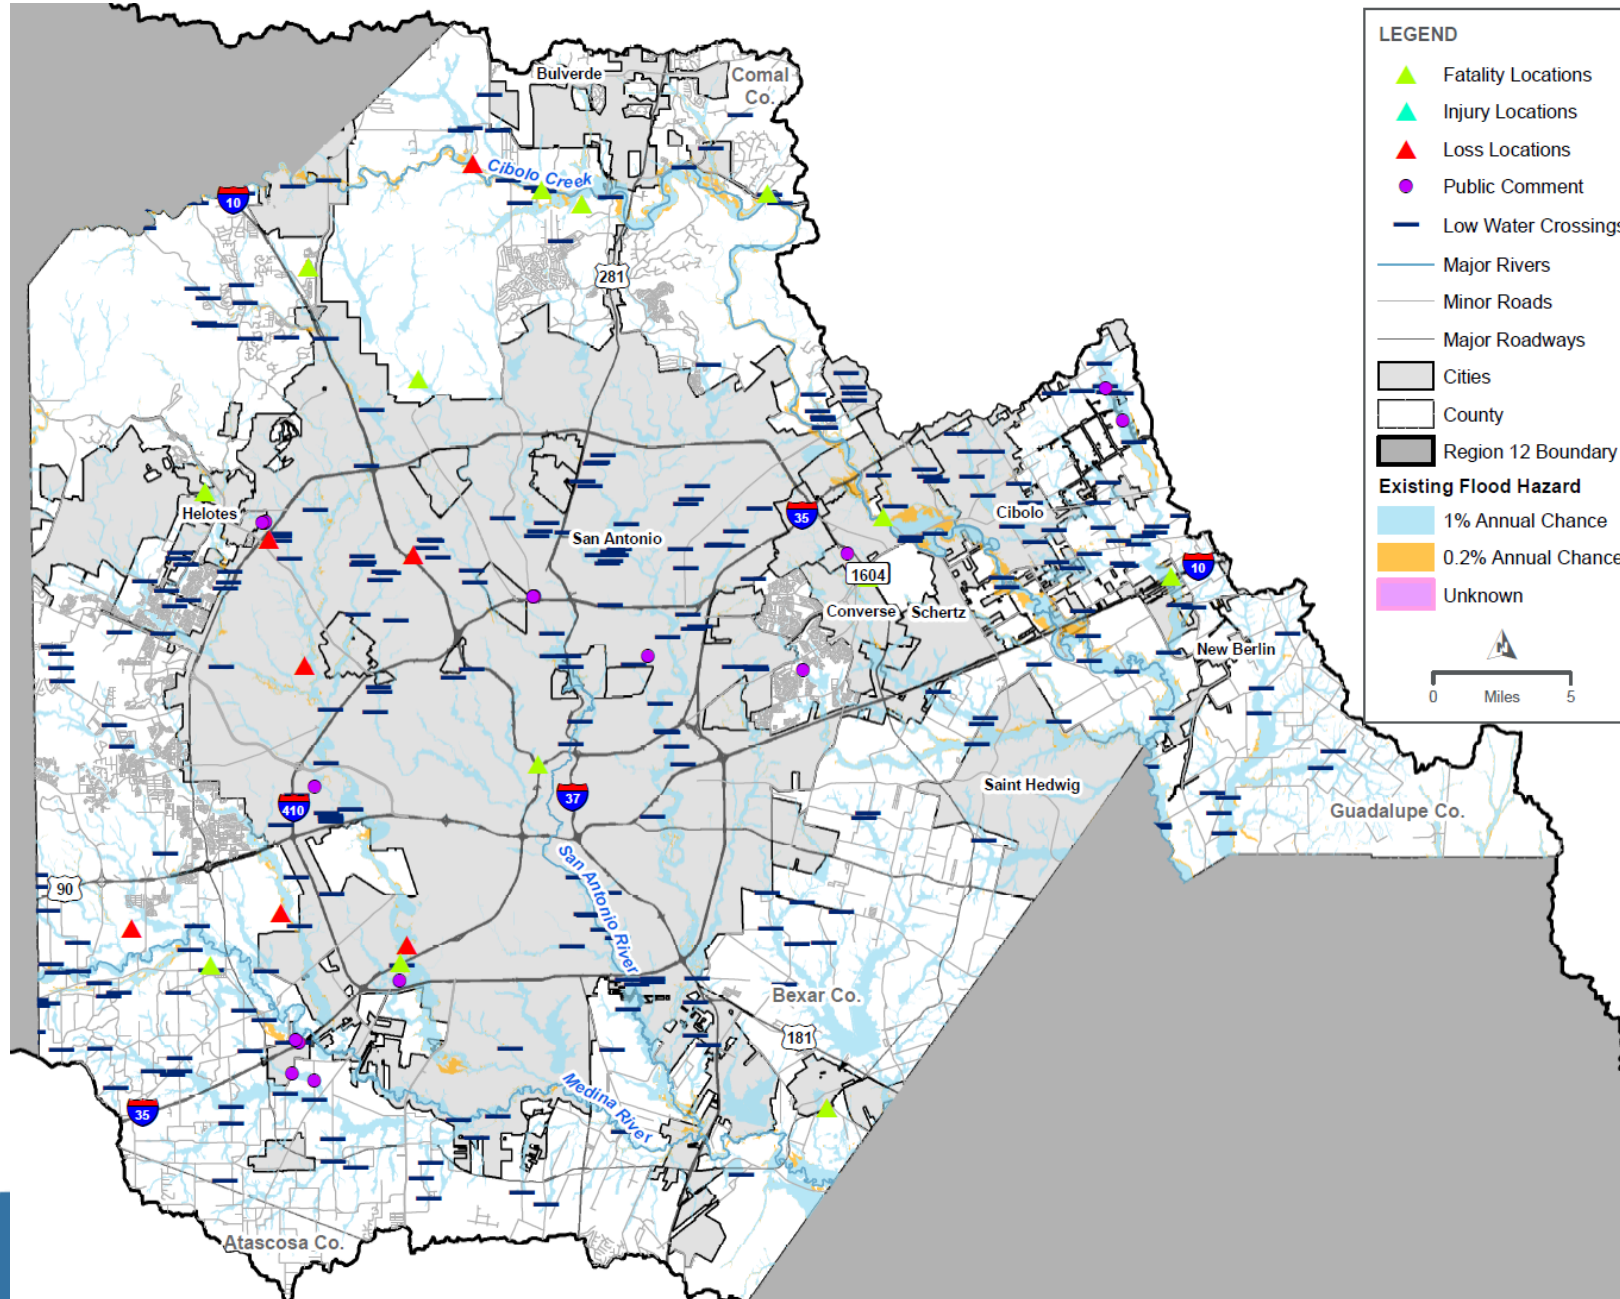 LEGEND
Fatality Locations
Injury Locations
Loss Locations
Public Comment
Low Water Crossings
Major Rivers
Minor Roads
Major Roadways
Cities
County
Region 12 Boundary
Existing Flood Hazard
1% Annual Chance
0.2% Annual Chance
Unknown
N
0 Miles 5
Bulverde
Comal
Co.
Cibolo Creek
10
281
Helotes
San Antonio
35
Cibolo
10
1604
Converse
Schertz
New Berlin
Saint Hedwig
Guadalupe Co.
410
37
90
San Antonio River
Bexar Co.
181
Medina River
35
Atascosa Co.